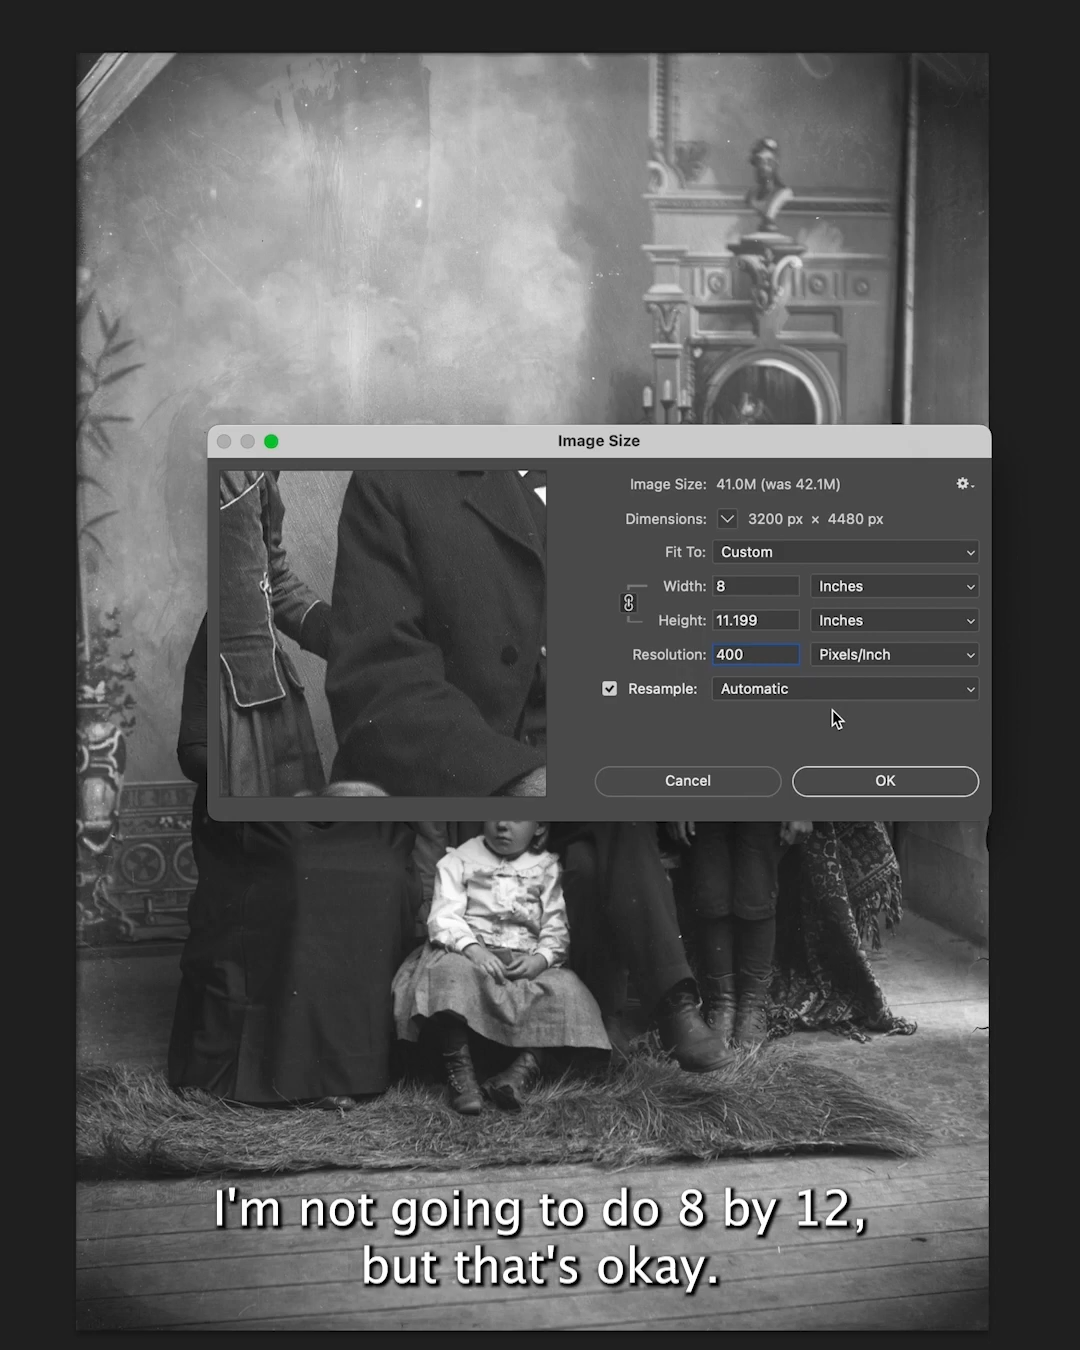 Image Size
Image Size: 41.0M (was 42.1M)
Dimensions: 3200 px × 4480 px
Fit To: Custom
Width: 8 Inches
Height: 11.199 Inches
Resolution: 400 Pixels/Inch
Resample: Automatic
Cancel OK
I'm not going to do 8 by 12,
but that's okay.